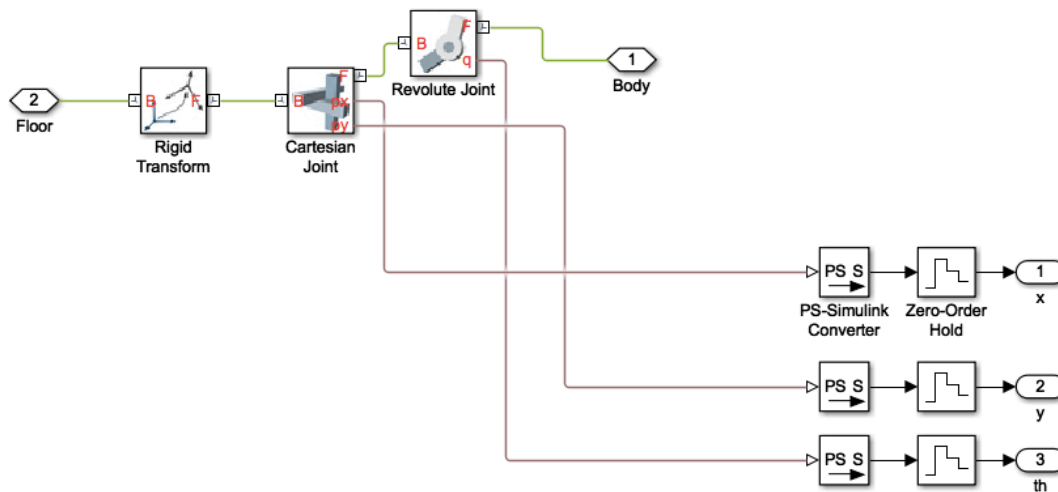 F
B
q
Revolute Joint
1
Body
2
Floor
B
F
Rigid
Transform
F
B
px
py
Cartesian
Joint
PS S
PS-Simulink
Converter
Zero-Order
Hold
1
x
PS S
2
y
PS S
3
th